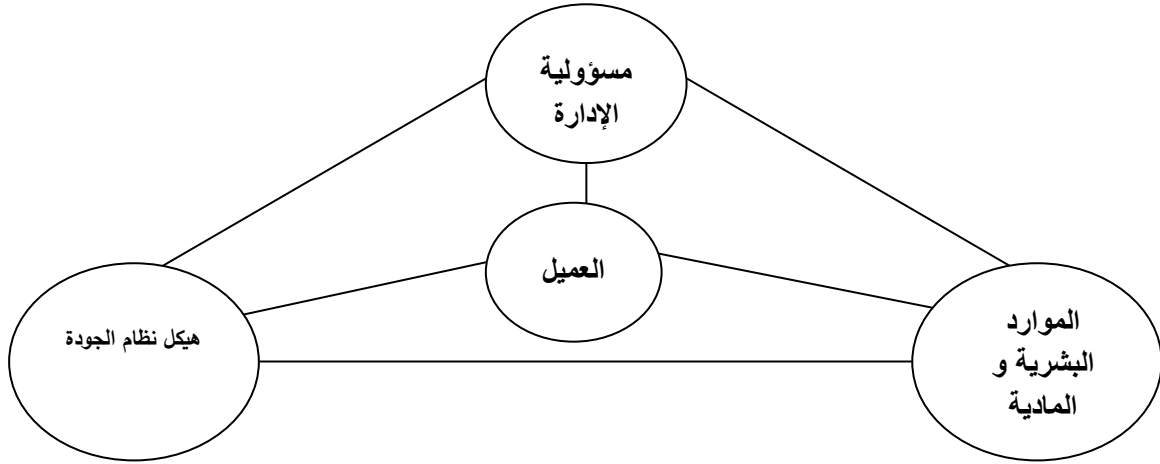 مسؤولية
الإدارة
العميل
الموارد
البشرية و
المادية
هيكل نظام الجودة